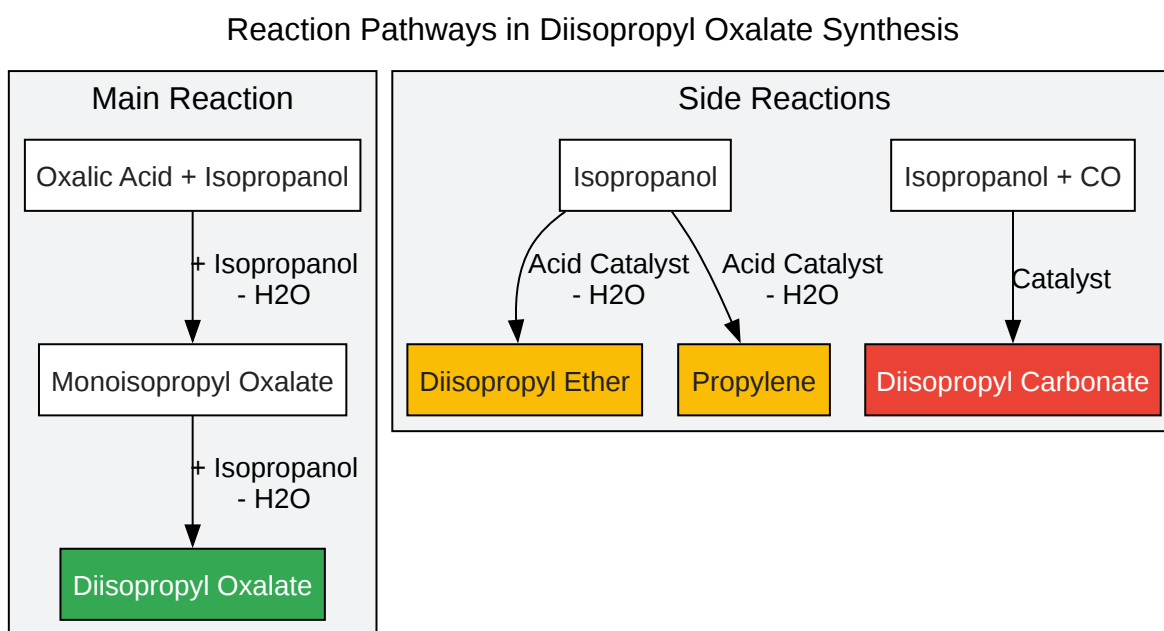 Reaction Pathways in Diisopropyl Oxalate Synthesis
Main Reaction
Oxalic Acid + Isopropanol
+ Isopropanol
- H2O
Monoisopropyl Oxalate
+ Isopropanol
- H2O
Diisopropyl Oxalate
Side Reactions
Isopropanol
Acid Catalyst
- H2O
Acid Catalyst
- H2O
Diisopropyl Ether
Propylene
Isopropanol + CO
Catalyst
Diisopropyl Carbonate